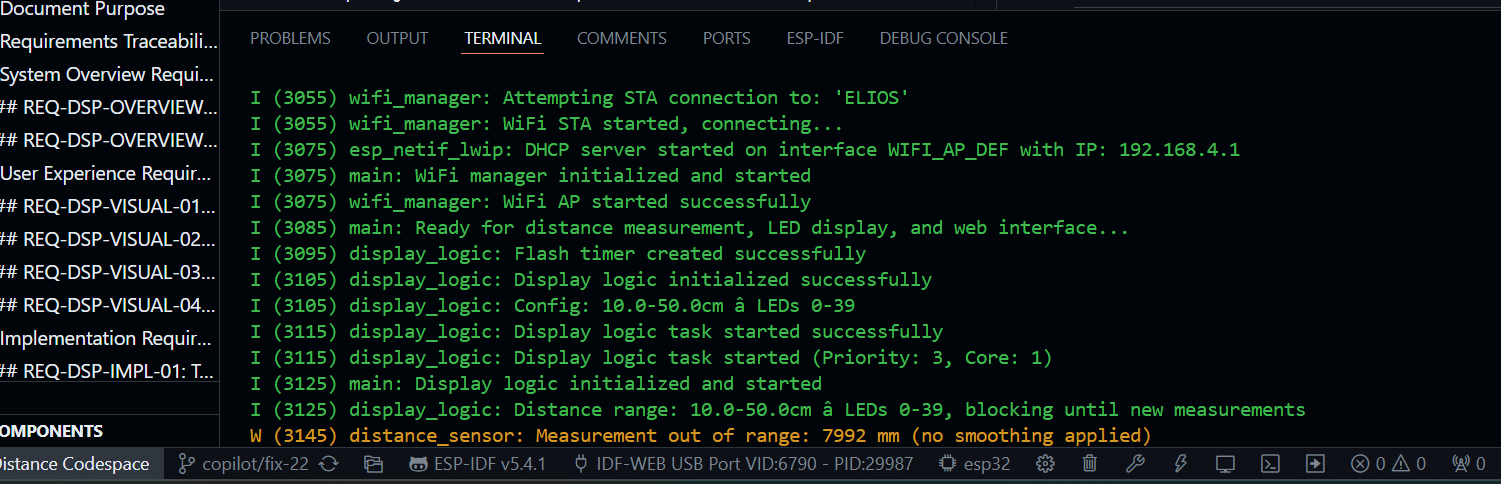 Document Purpose
Requirements Traceabili...
System Overview Requi...
## REQ-DSP-OVERVIEW...
## REQ-DSP-OVERVIEW...
User Experience Requir...
## REQ-DSP-VISUAL-01...
## REQ-DSP-VISUAL-02...
## REQ-DSP-VISUAL-03...
## REQ-DSP-VISUAL-04...
Implementation Requir...
## REQ-DSP-IMPL-01: T...
OMPONENTS
PROBLEMS OUTPUT TERMINAL COMMENTS PORTS ESP-IDF DEBUG CONSOLE
I (3055) wifi_manager: Attempting STA connection to: 'ELIOS'
I (3055) wifi_manager: WiFi STA started, connecting...
I (3075) esp_netif_lwip: DHCP server started on interface WIFI_AP_DEF with IP: 192.168.4.1
I (3075) main: WiFi manager initialized and started
I (3075) wifi_manager: WiFi AP started successfully
I (3085) main: Ready for distance measurement, LED display, and web interface...
I (3095) display_logic: Flash timer created successfully
I (3105) display_logic: Display logic initialized successfully
I (3105) display_logic: Config: 10.0-50.0cm â LEDs 0-39
I (3115) display_logic: Display logic task started successfully
I (3115) display_logic: Display logic task started (Priority: 3, Core: 1)
I (3125) main: Display logic initialized and started
I (3125) display_logic: Distance range: 10.0-50.0cm â LEDs 0-39, blocking until new measurements
W (3145) distance_sensor: Measurement out of range: 7992 mm (no smoothing applied)
Distance Codespace copilot/fix-22 ESP-IDF v5.4.1 IDF-WEB USB Port VID:6790 - PID:29987 esp32 0 0 0